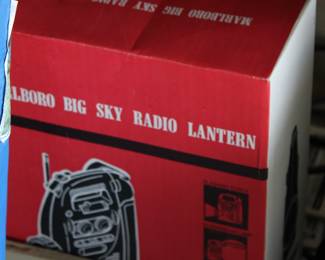 MARLBORO BIG SKY RADIO
LBORO BIG SKY RADIO LANTERN